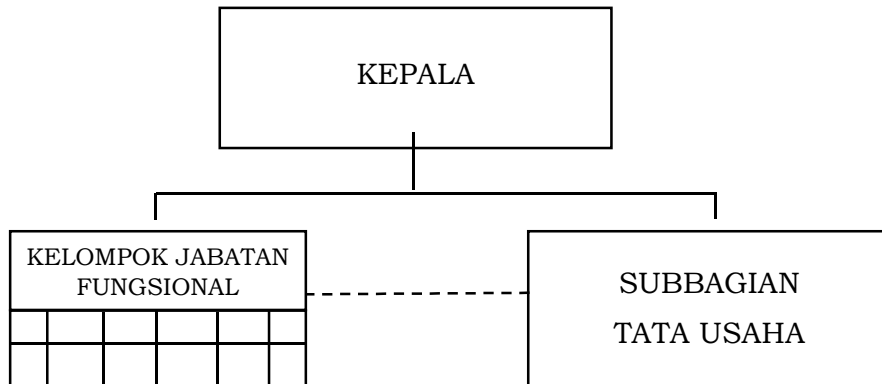 KEPALA
KELOMPOK JABATAN
FUNGSIONAL
SUBBAGIAN
TATA USAHA